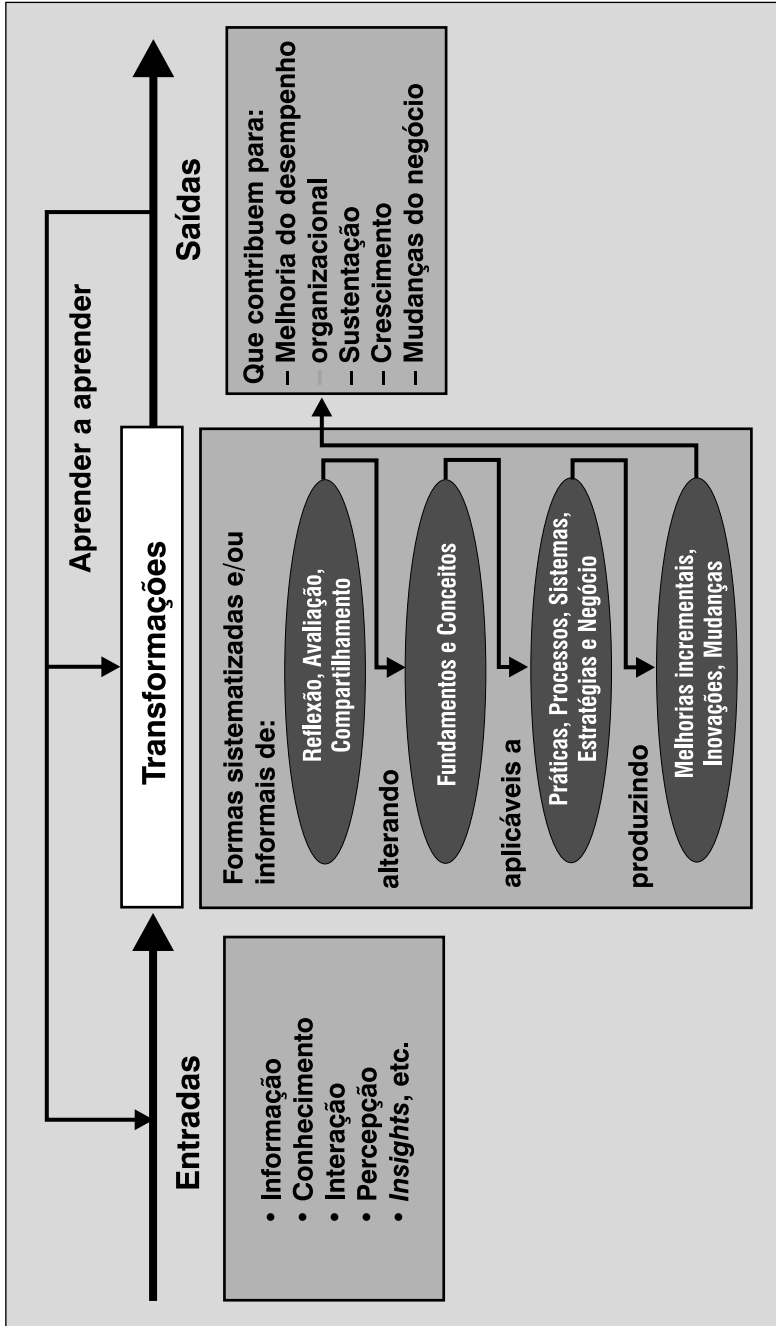 Aprender a aprender
Entradas
Transformações
Saídas
• Informação
• Conhecimento
• Interação
• Percepção
• Insights, etc.
Formas sistematizadas e/ou
informais de:
Reflexão, Avaliação,
Compartilhamento
alterando
Fundamentos e Conceitos
aplicáveis a
Práticas, Processos, Sistemas,
Estratégias e Negócio
produzindo
Melhorias incrementais,
Inovações, Mudanças
Que contribuem para:
– Melhoria do desempenho
– organizacional
– Sustentação
– Crescimento
– Mudanças do negócio